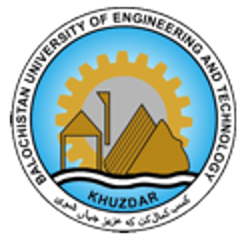 BALOCHISTAN UNIVERSITY OF ENGINEERING AND TECHNOLOGY
KHUZDAR
کسب کمال کن کہ عزیز جہاں شوی